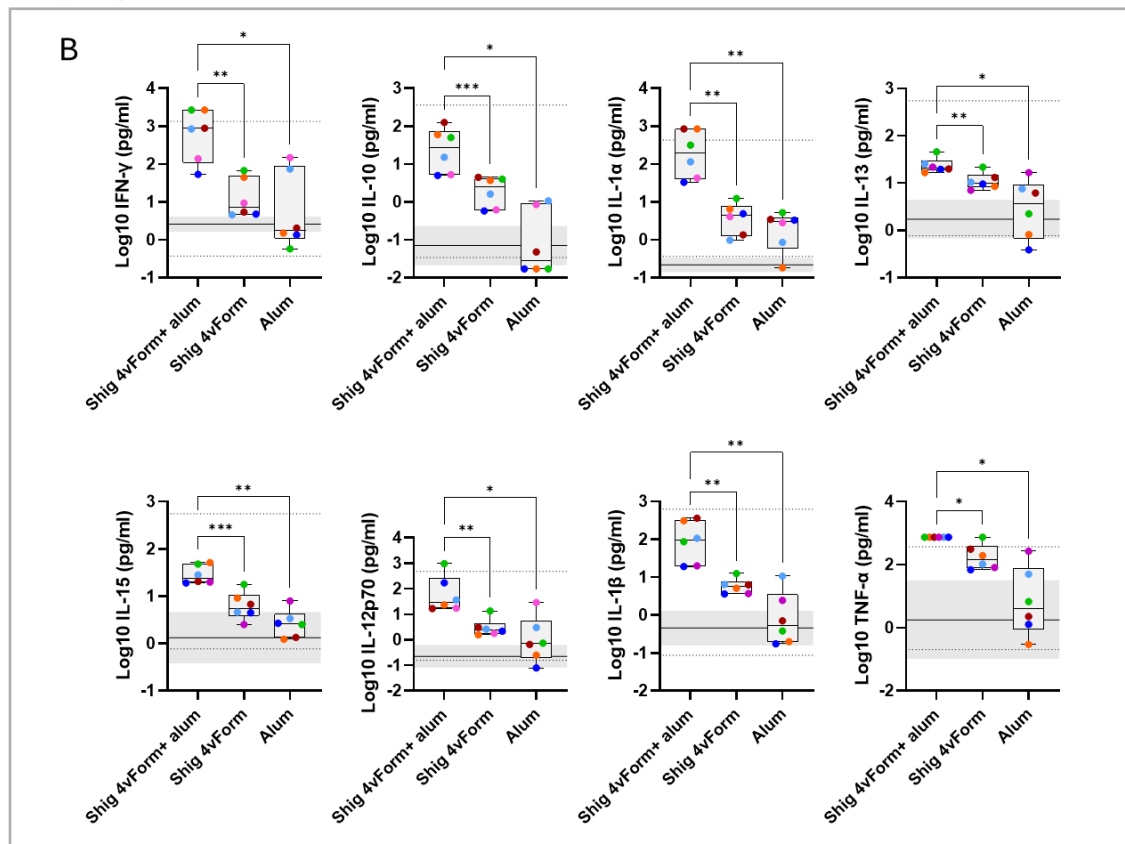 B
Log10 IFN-γ (pg/ml)
4
3
2
1
0
-1
*
**
Shig 4vForm+ alum
Shig 4vForm
Alum
Log10 IL-10 (pg/ml)
3
2
1
0
-1
-2
*
***
Shig 4vForm+ alum
Shig 4vForm
Alum
Log10 IL-1α (pg/ml)
4
3
2
1
0
-1
**
**
Shig 4vForm+ alum
Shig 4vForm
Alum
Log10 IL-13 (pg/ml)
3
2
1
0
-1
*
**
Shig 4vForm+ alum
Shig 4vForm
Alum
Log10 IL-15 (pg/ml)
3
2
1
0
-1
**
***
Shig 4vForm+ alum
Shig 4vForm
Alum
Log10 IL-12p70 (pg/ml)
4
3
2
1
0
-1
-2
*
**
Shig 4vForm+ alum
Shig 4vForm
Alum
Log10 IL-1β (pg/ml)
3
2
1
0
-1
-2
**
**
Shig 4vForm+ alum
Shig 4vForm
Alum
Log10 TNF-α (pg/ml)
4
2
0
-2
*
*
Shig 4vForm+ alum
Shig 4vForm
Alum